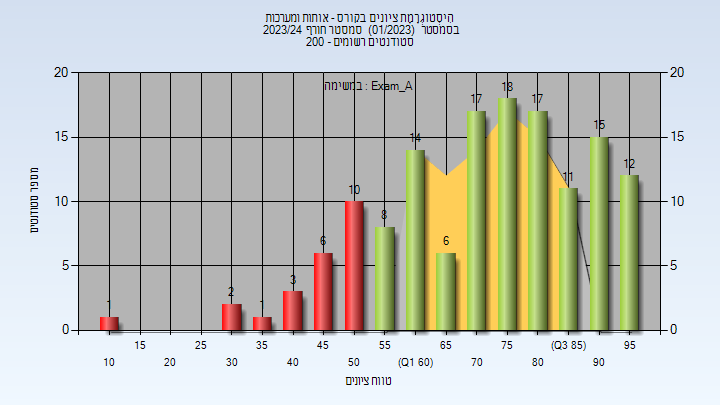 היסטוגרמת ציונים בקורס - אותות ומערכות
בסמסטר (01/2023) סמסטר חורף 2023/24
סטודנטים רשומים - 200
במשימה : Exam_A
מספר סטודנטים
20 20
15 15
10 10
5 5
0 0
1 2 1 3 6 10 8 14 6 17 18 17 11 15 12
15 25 35 45 55 65 75 (Q3 85) 95
10 20 30 40 50 (Q1 60) 70 80 90
טווח ציונים